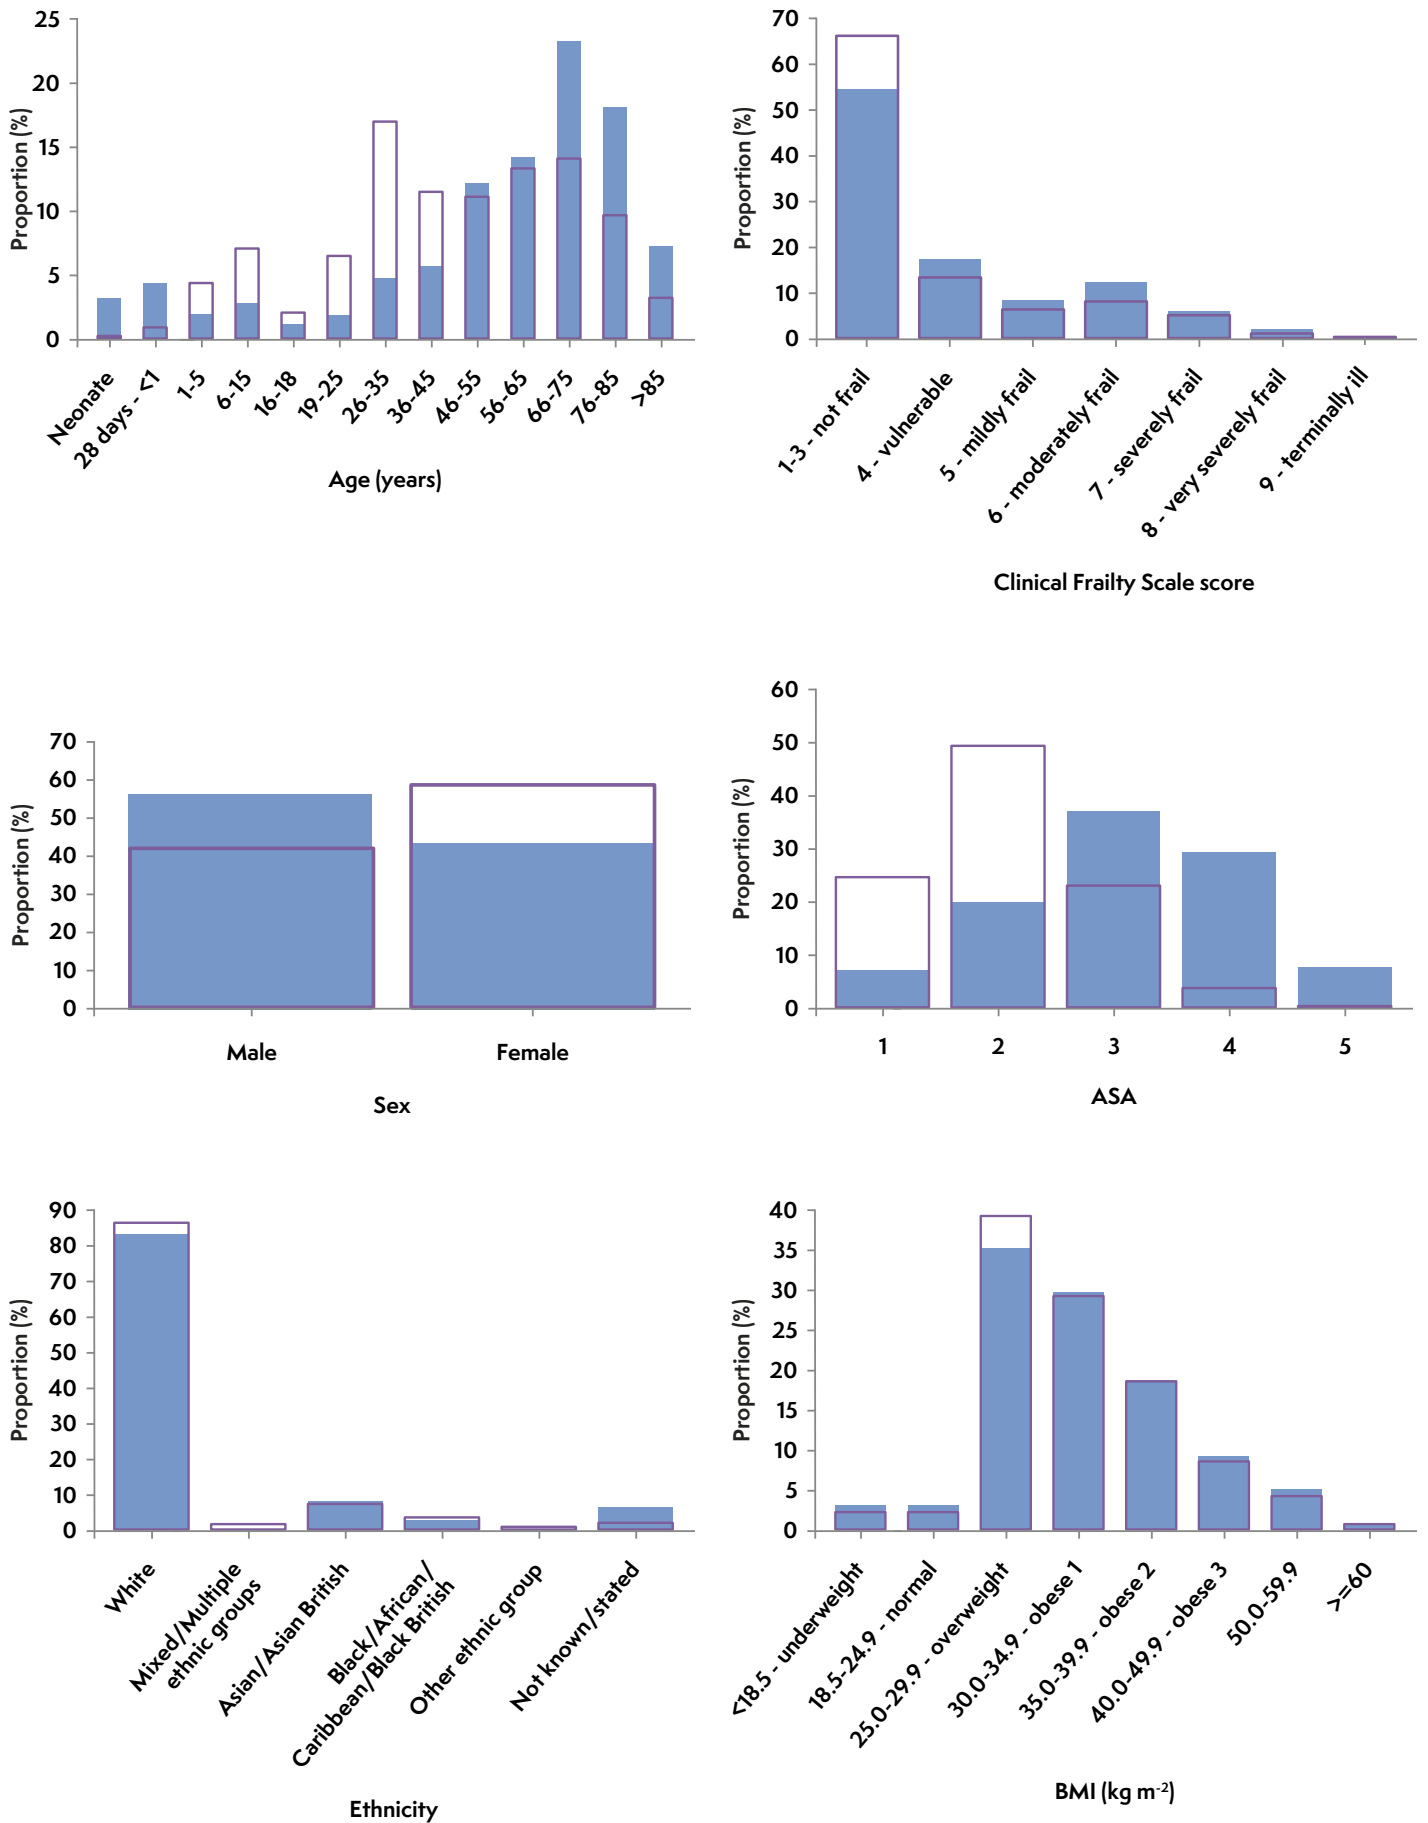 25
20
15
10
5
0
Proportion (%)
Neonate
28 days - <1
1-5
6-15
16-18
19-25
26-35
36-45
46-55
56-65
66-75
76-85
>85
Age (years)
70
60
50
40
30
20
10
0
Proportion (%)
1-3 - not frail
4 - vulnerable
5 - mildly frail
6 - moderately frail
7 - severely frail
8 - very severely frail
9 - terminally ill
Clinical Frailty Scale score
70
60
50
40
30
20
10
0
Proportion (%)
Male
Female
Sex
60
50
40
30
20
10
0
Proportion (%)
1
2
3
4
5
ASA
90
80
70
60
50
40
30
20
10
0
Proportion (%)
White
Mixed/Multiple
ethnic groups
Asian/Asian British
Black/African/
Caribbean/Black British
Other ethnic group
Not known/stated
Ethnicity
40
35
30
25
20
15
10
5
0
Proportion (%)
<18.5 - underweight
18.5-24.9 - normal
25.0-29.9 - overweight
30.0-34.9 - obese 1
35.0-39.9 - obese 2
40.0-49.9 - obese 3
50.0-59.9
>=60
BMI (kg m⁻²)